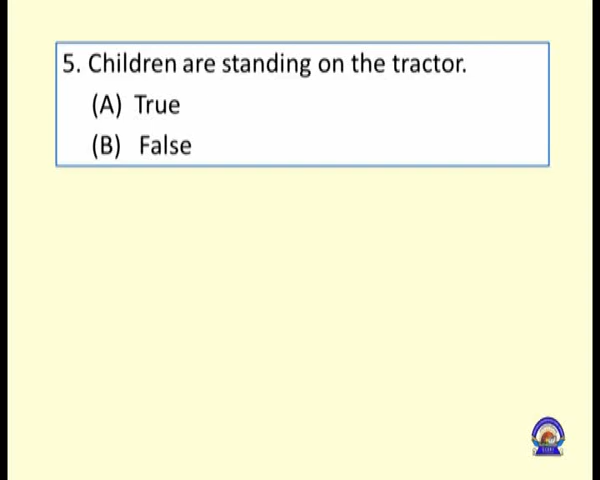 5. Children are standing on the tractor.
(A) True
(B) False